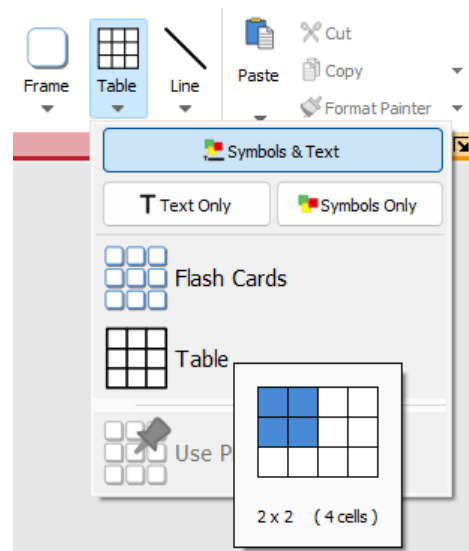 Frame
Table
Line
Paste
Cut
Copy
Format Painter
Symbols & Text
T Text Only
Symbols Only
Flash Cards
Table
Use P
2 x 2 ( 4 cells )